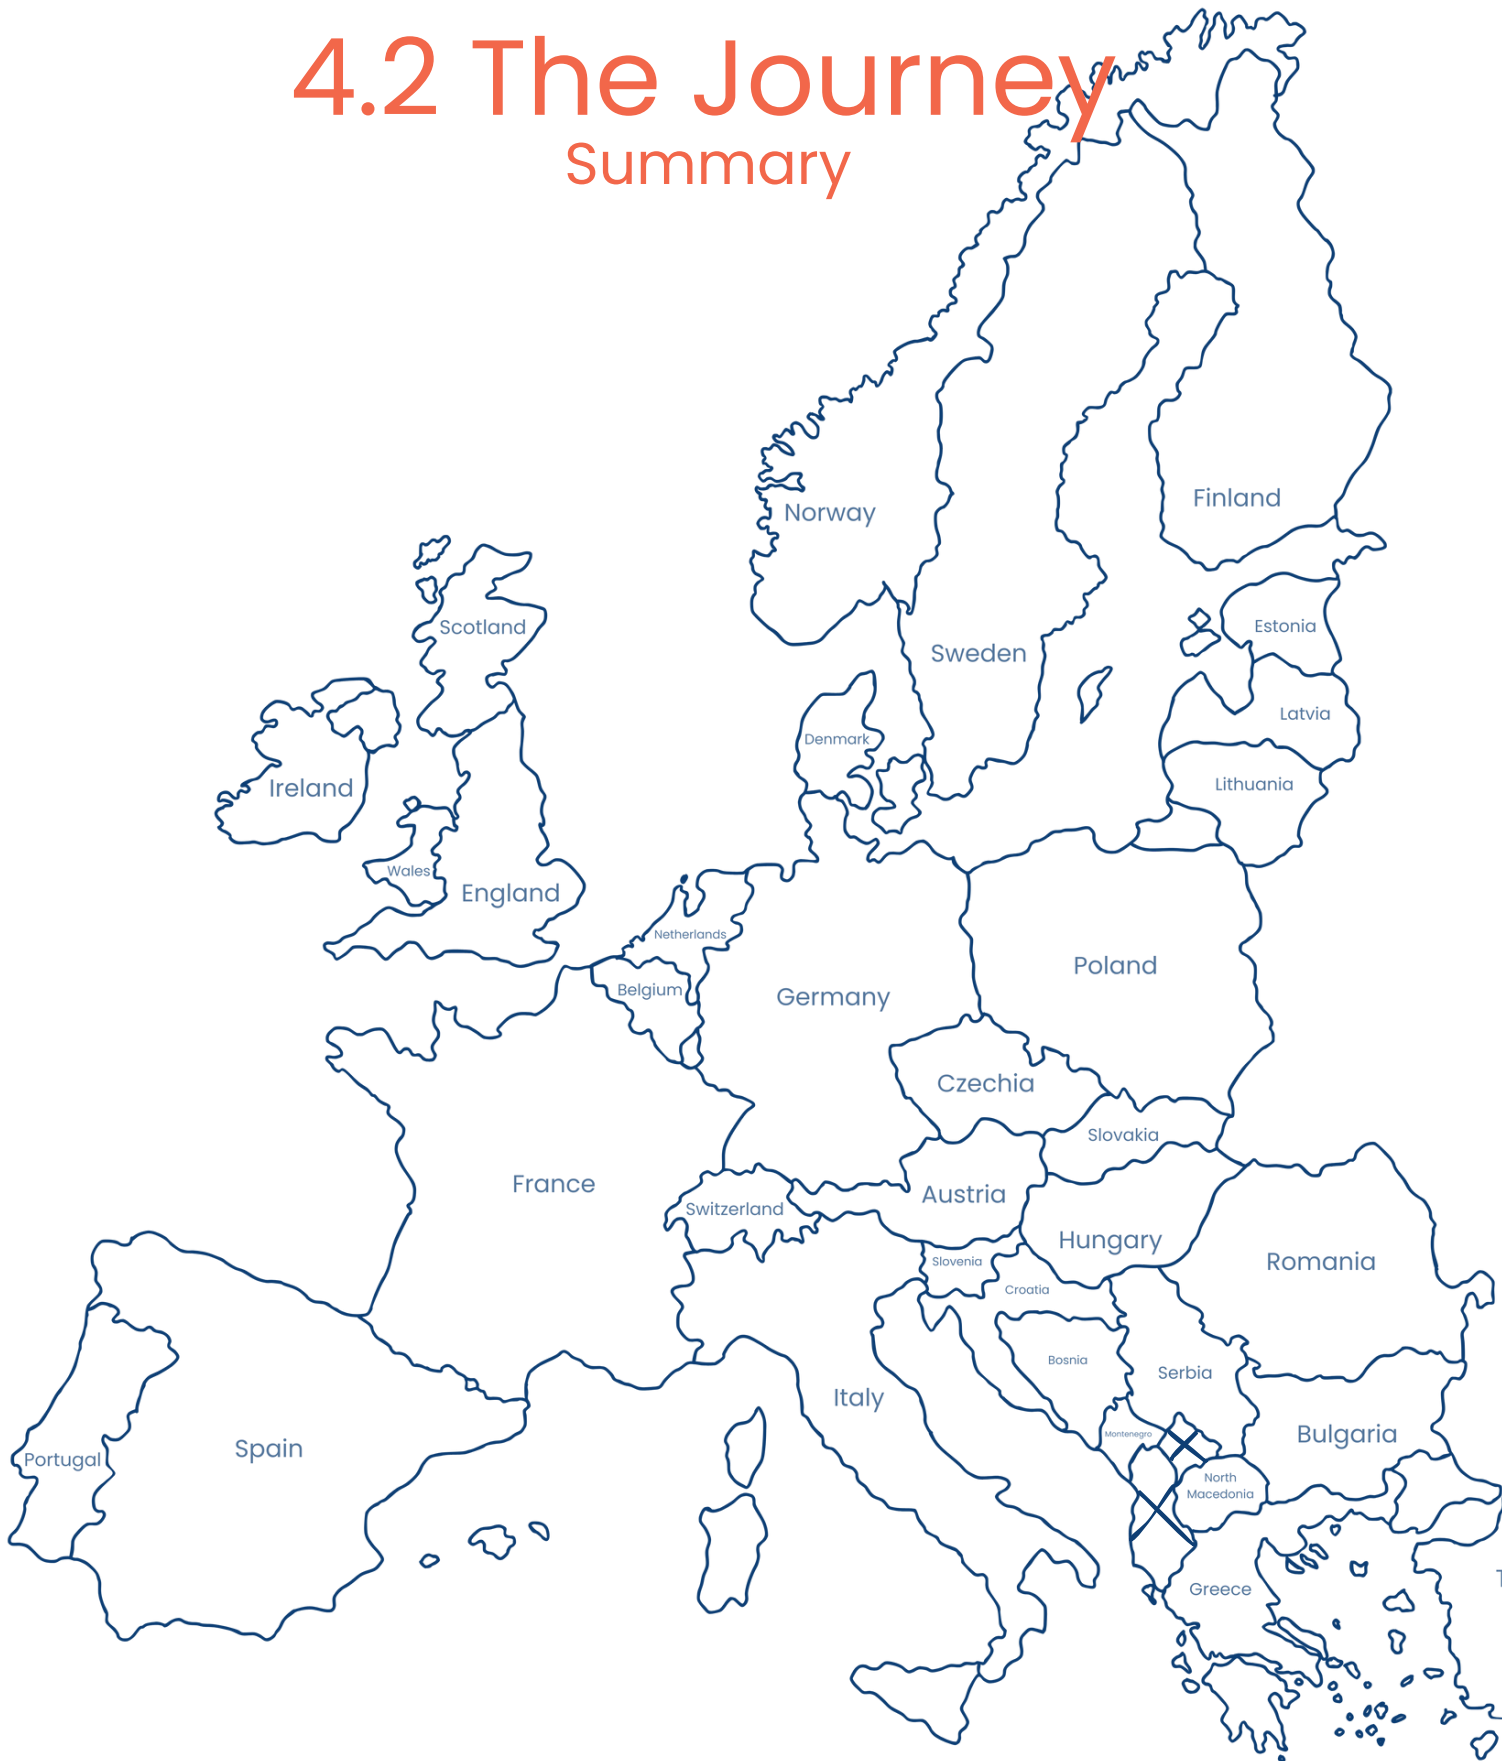 4.2 The Journey
Summary
Norway
Finland
Scotland
Estonia
Sweden
Latvia
Denmark
Ireland
Lithuania
Wales
England
Netherlands
Poland
Belgium
Germany
Czechia
Slovakia
France
Austria
Switzerland
Hungary
Slovenia
Romania
Croatia
Bosnia
Serbia
Italy
Bulgaria
Montenegro
Spain
Portugal
North
Macedonia
Greece